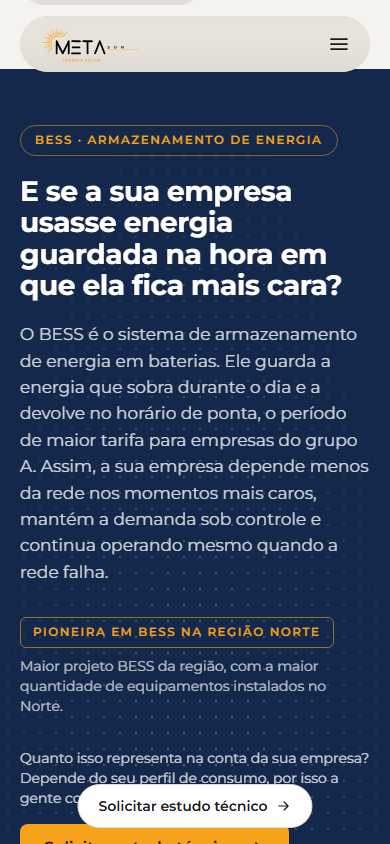 META SUN
ENERGIA SOLAR
BESS · ARMAZENAMENTO DE ENERGIA
E se a sua empresa
usasse energia
guardada na hora em
que ela fica mais cara?
O BESS é o sistema de armazenamento
de energia em baterias. Ele guarda a
energia que sobra durante o dia e a
devolve no horário de ponta, o período
de maior tarifa para empresas do grupo
A. Assim, a sua empresa depende menos
da rede nos momentos mais caros,
mantém a demanda sob controle e
continua operando mesmo quando a
rede falha.
PIONEIRA EM BESS NA REGIÃO NORTE
Maior projeto BESS da região, com a maior
quantidade de equipamentos instalados no
Norte.
Quanto isso representa na conta da sua empresa?
Depende do seu perfil de consumo, por isso a
gente
Solicitar estudo técnico →